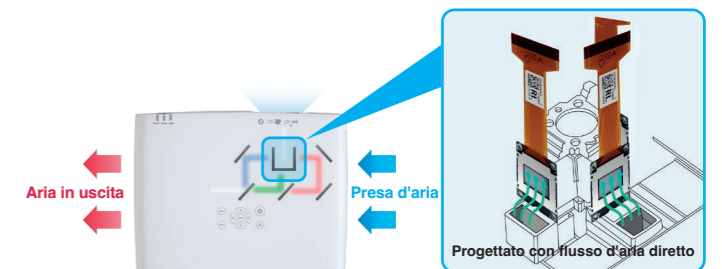 Aria in uscita
Presa d'aria
Progettato con flusso d'aria diretto